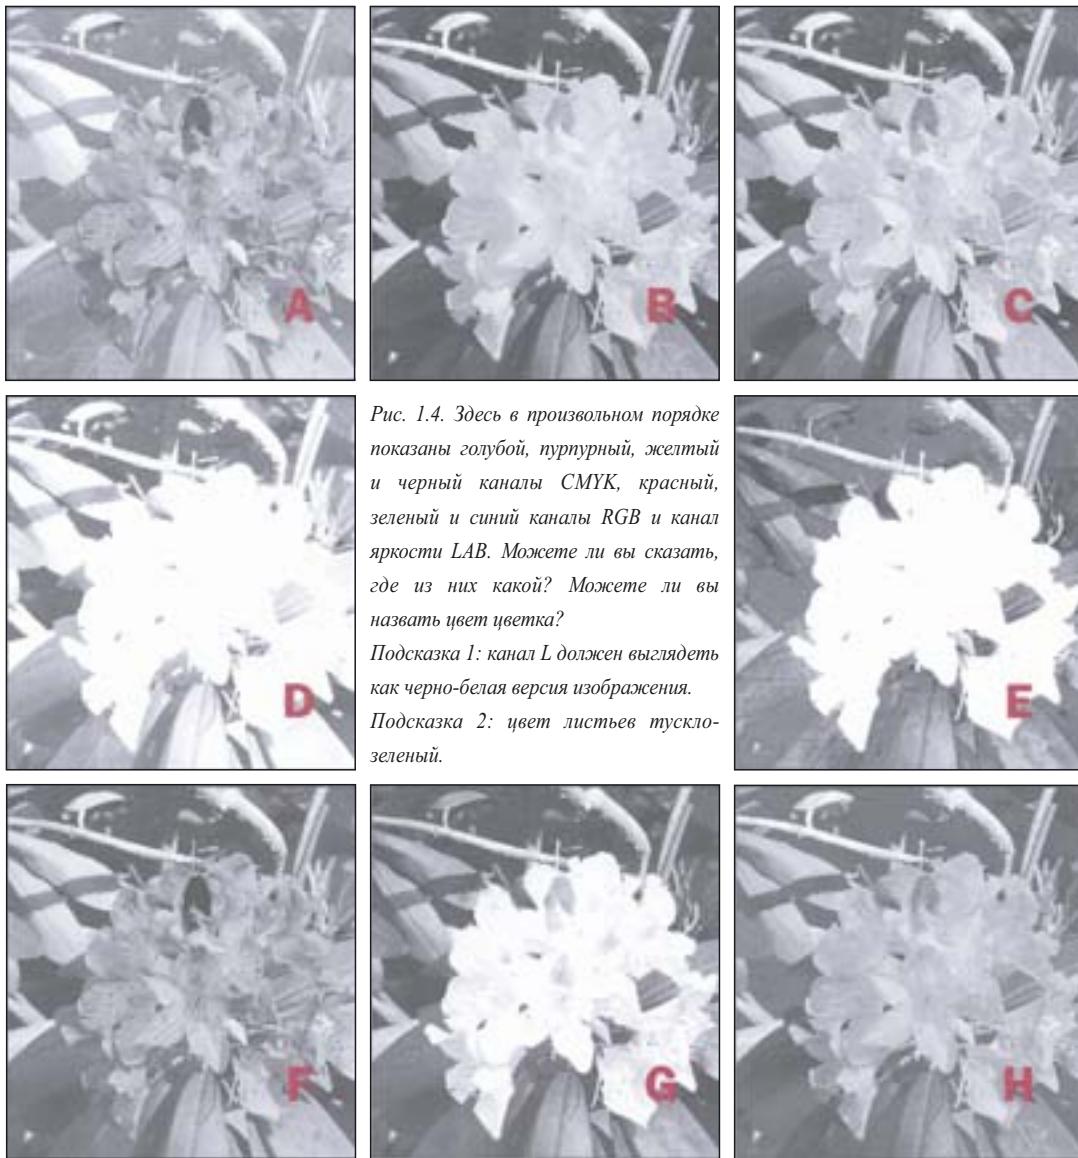 A
B
C
Рис. 1.4. Здесь в произвольном порядке
показаны голубой, пурпурный, желтый
и черный каналы CMYK, красный,
зеленый и синий каналы RGB и канал
яркости LAB. Можете ли вы сказать,
где из них какой? Можете ли вы
назвать цвет цветка?
Подсказка 1: канал L должен выглядеть
как черно-белая версия изображения.
Подсказка 2: цвет листьев тускло-
зеленый.
D
E
F
G
H